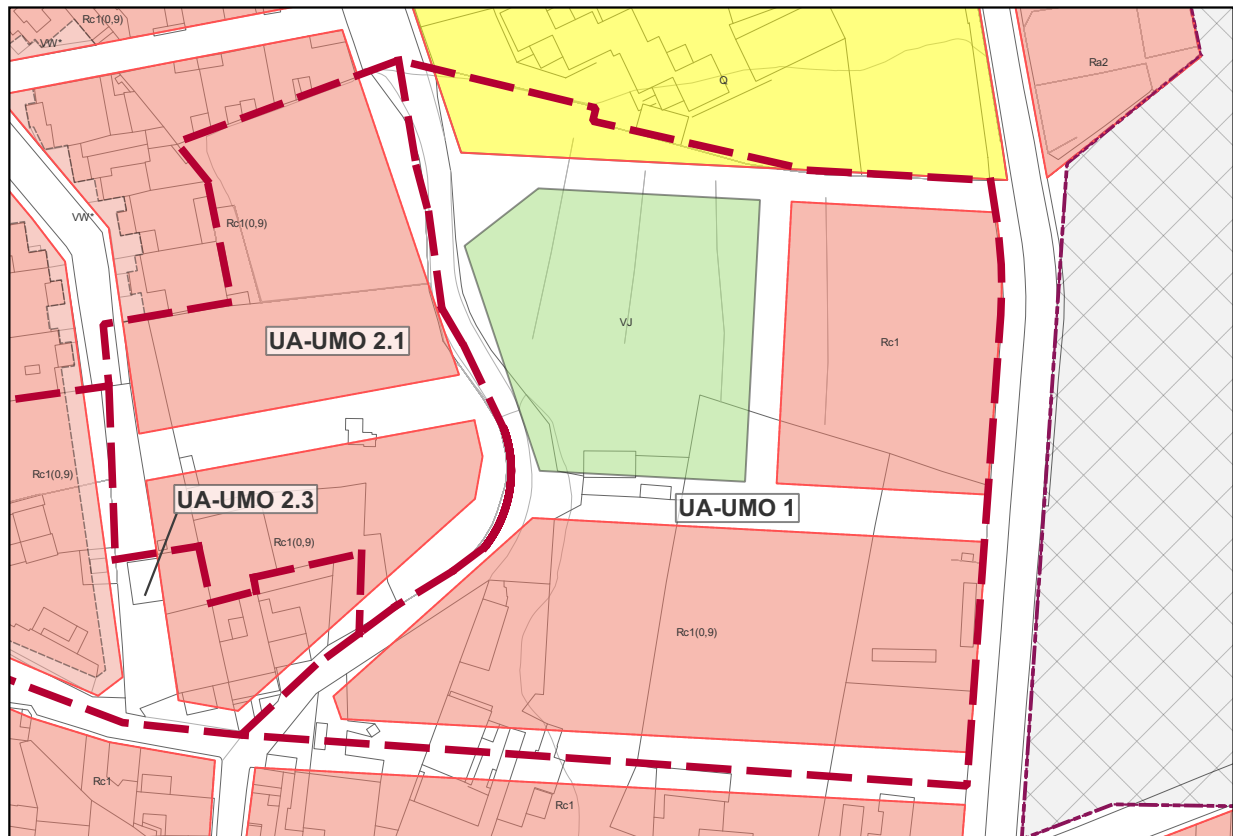 Rc1(0,9)
VW*
Ra2
Q
VW*
Rc1(0,9)
VJ
UA-UMO 2.1
Rc1
Rc1(0,9)
UA-UMO 2.3
UA-UMO 1
Rc1(0,9)
Rc1(0,9)
Rc1
Rc1